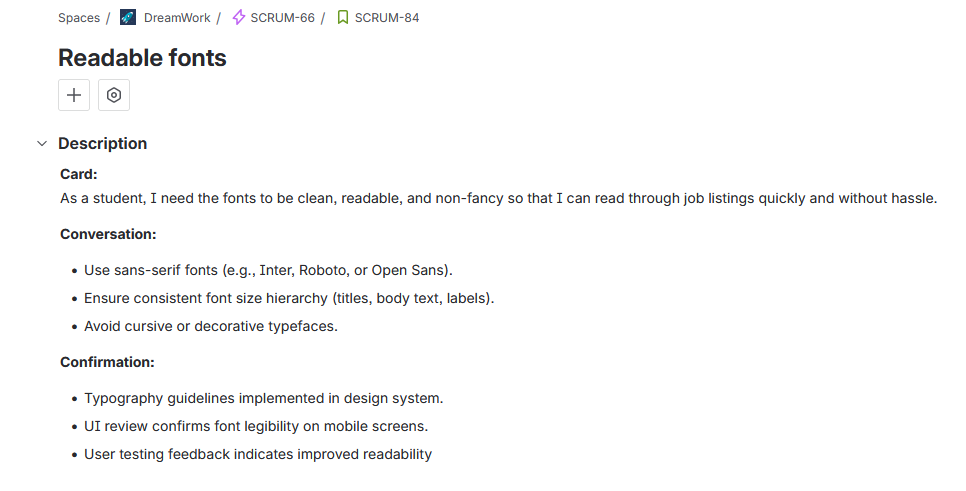 Spaces / DreamWork / SCRUM-66 / SCRUM-84
Readable fonts
Description
Card:
As a student, I need the fonts to be clean, readable, and non-fancy so that I can read through job listings quickly and without hassle.
Conversation:
• Use sans-serif fonts (e.g., Inter, Roboto, or Open Sans).
• Ensure consistent font size hierarchy (titles, body text, labels).
• Avoid cursive or decorative typefaces.
Confirmation:
• Typography guidelines implemented in design system.
• UI review confirms font legibility on mobile screens.
• User testing feedback indicates improved readability